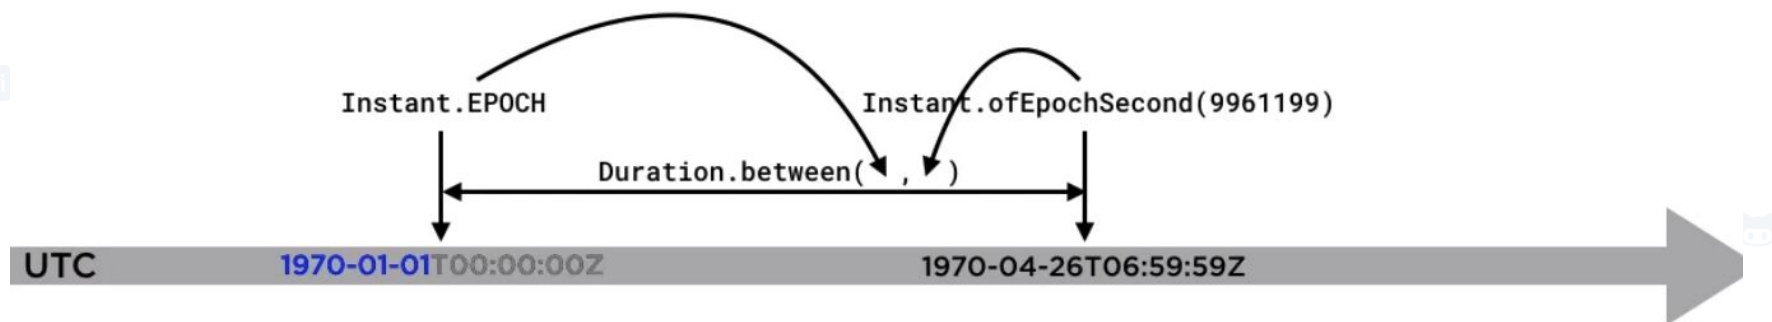 Instant.EPOCH Instant.ofEpochSecond(9961199)
Duration.between( , )
UTC 1970-01-01T00:00:00Z 1970-04-26T06:59:59Z